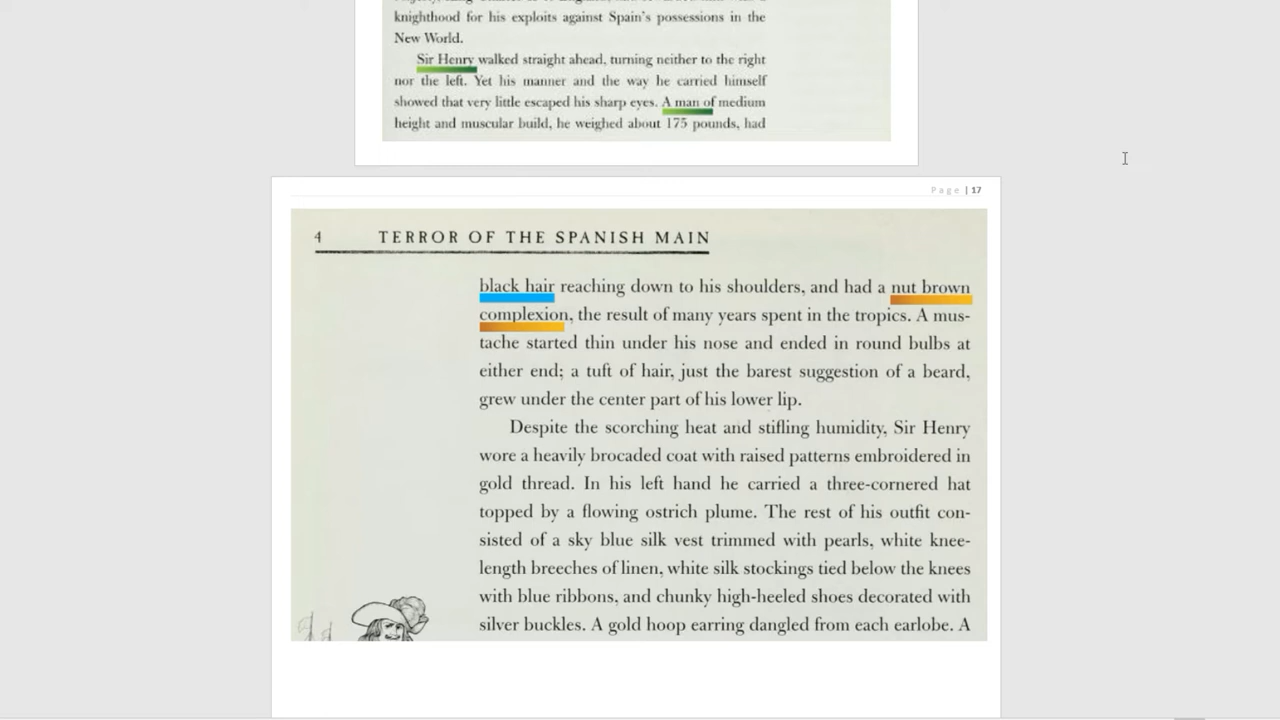 knighthood for his exploits against Spain's possessions in the
New World.
Sir Henry walked straight ahead, turning neither to the right
nor the left. Yet his manner and the way he carried himself
showed that very little escaped his sharp eyes. A man of medium
height and muscular build, he weighed about 175 pounds, had
Page | 17
4 TERROR OF THE SPANISH MAIN
black hair reaching down to his shoulders, and had a nut brown
complexion, the result of many years spent in the tropics. A mus-
tache started thin under his nose and ended in round bulbs at
either end; a tuft of hair, just the barest suggestion of a beard,
grew under the center part of his lower lip.
Despite the scorching heat and stifling humidity, Sir Henry
wore a heavily brocaded coat with raised patterns embroidered in
gold thread. In his left hand he carried a three-cornered hat
topped by a flowing ostrich plume. The rest of his outfit con-
sisted of a sky blue silk vest trimmed with pearls, white knee-
length breeches of linen, white silk stockings tied below the knees
with blue ribbons, and chunky high-heeled shoes decorated with
silver buckles. A gold hoop earring dangled from each earlobe. A